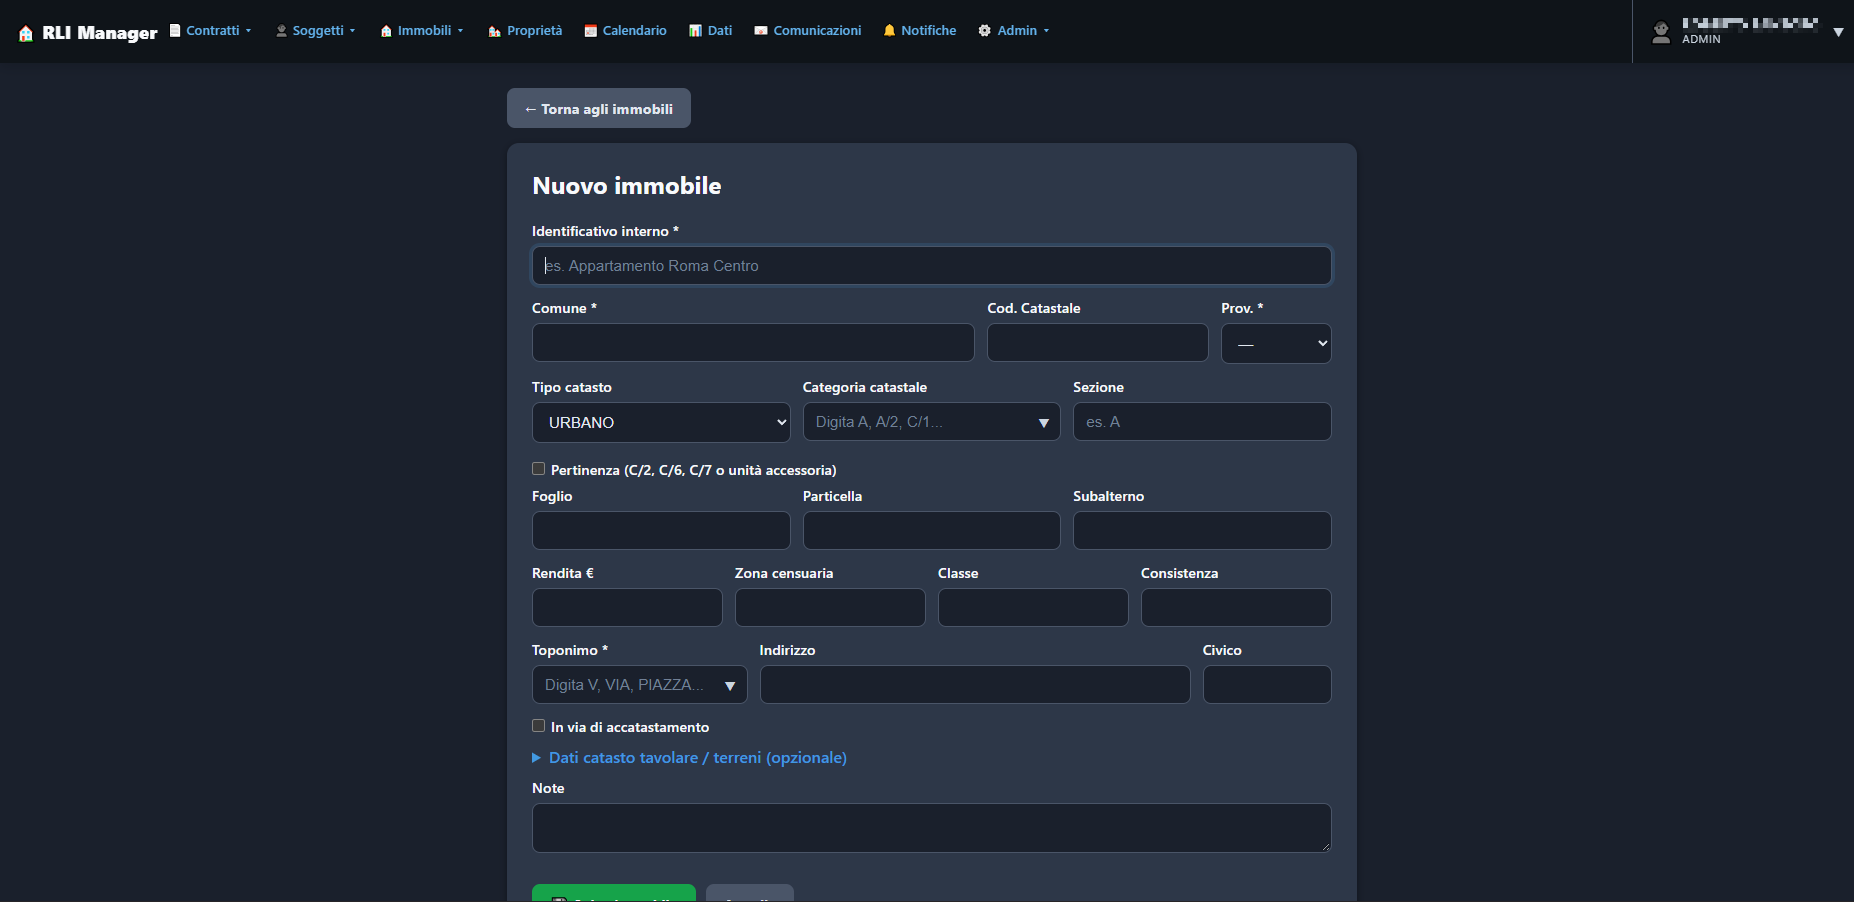 RLI Manager Contratti Soggetti Immobili Proprietà Calendario Dati Comunicazioni Notifiche Admin
ADMIN
← Torna agli immobili
Nuovo immobile
Identificativo interno *
es. Appartamento Roma Centro
Comune * Cod. Catastale Prov. *
—
Tipo catasto Categoria catastale Sezione
URBANO Digita A, A/2, C/1... es. A
Pertinenza (C/2, C/6, C/7 o unità accessoria)
Foglio Particella Subalterno
Rendita € Zona censuaria Classe Consistenza
Toponimo * Indirizzo Civico
Digita V, VIA, PIAZZA...
In via di accatastamento
Dati catasto tavolare / terreni (opzionale)
Note